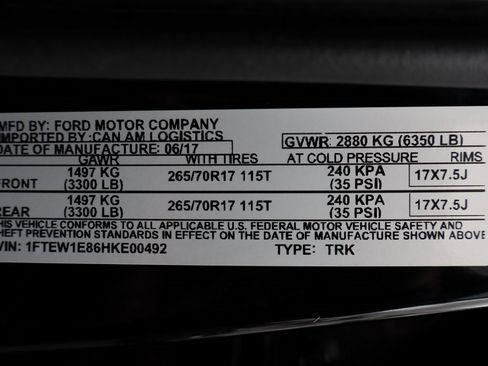 MFD BY: FORD MOTOR COMPANY
IMPORTED BY: CAN AM LOGISTICS
DATE OF MANUFACTURE: 06/17 GVWR: 2880 KG (6350 LB)
GAWR WITH TIRES AT COLD PRESSURE RIMS
FRONT 1497 KG (3300 LB) 265/70R17 115T 240 KPA (35 PSI) 17X7.5J
REAR 1497 KG (3300 LB) 265/70R17 115T 240 KPA (35 PSI) 17X7.5J
THIS VEHICLE CONFORMS TO ALL APPLICABLE U.S. FEDERAL MOTOR VEHICLE SAFETY AND
THEFT PREVENTION STANDARDS IN EFFECT ON THE DATE OF MANUFACTURE SHOWN ABOVE
VIN: 1FTEW1E86HKE00492 TYPE: TRK